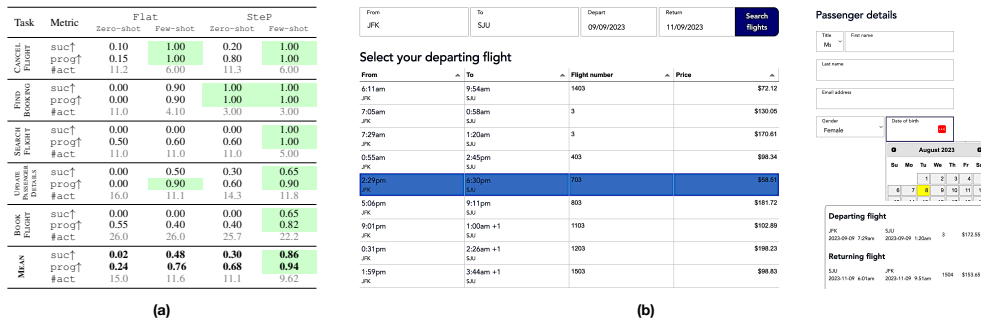 Task Metric Flat SteP
Zero-shot Few-shot Zero-shot Few-shot
CANCEL FLIGHT
suc↑ 0.10 1.00 0.20 1.00
prog↑ 0.15 1.00 0.80 1.00
#act 11.2 6.00 11.3 6.00
FIND BOOKING
suc↑ 0.00 0.90 1.00 1.00
prog↑ 0.00 0.90 1.00 1.00
#act 11.0 4.10 3.00 3.00
SEARCH FLIGHT
suc↑ 0.00 0.00 0.00 1.00
prog↑ 0.50 0.60 0.60 1.00
#act 11.0 11.0 11.0 5.00
UPDATE PASSENGER DETAILS
suc↑ 0.00 0.50 0.30 0.65
prog↑ 0.00 0.90 0.60 0.90
#act 16.0 11.1 14.3 11.8
BOOK FLIGHT
suc↑ 0.00 0.00 0.00 0.65
prog↑ 0.55 0.40 0.40 0.82
#act 26.0 26.0 25.7 22.2
MEAN
suc↑ 0.02 0.48 0.30 0.86
prog↑ 0.24 0.76 0.68 0.94
#act 15.0 11.6 11.1 9.62
(a)
From To Depart Return Search
JFK SJU 09/09/2023 11/09/2023 flights
Select your departing flight
From To Flight number Price
6:11am 9:54am 1403 $72.12
JFK SJU
7:05am 0:58am 3 $130.05
JFK SJU
7:29am 1:20am 3 $170.61
JFK SJU
0:55am 2:45pm 403 $98.34
JFK SJU
2:29pm 6:30pm 703 $58.51
JFK SJU
5:06pm 9:11pm 803 $181.72
JFK SJU
9:01pm 1:00am +1 1103 $102.89
JFK SJU
0:31pm 2:26am +1 1203 $198.23
JFK SJU
1:59pm 3:44am +1 1503 $98.83
JFK SJU
(b)
Passenger details
Title First name
Ms
Last name
Email address
Gender Date of birth
Female
August 2023
Su Mo Tu We Th Fr S
1 2 3 4
6 7 8 9 10 11 1
Departing flight
JFK SJU
2023-09-09 7:29am 2023-09-09 1:20am 3 $172.55
Returning flight
SJU JFK
2023-11-09 6:01am 2023-11-09 9:51am 1504 $153.65